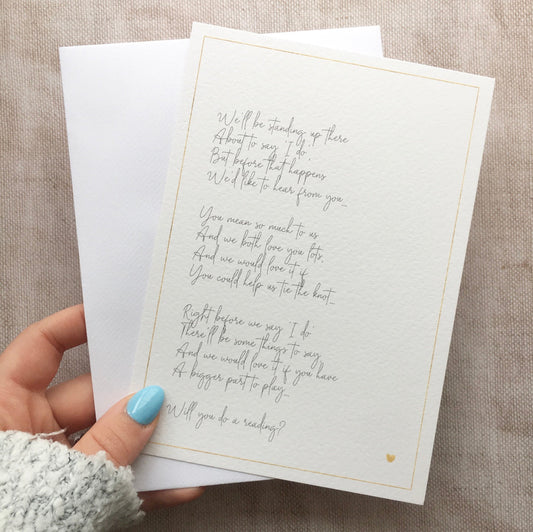 We'll be standing up there
About to say 'I do'
But before that happens
We'd like to hear from you...
You mean so much to us
And we both love you lots,
And we would love it if
You could help us tie the knot...
Right before we say 'I do'
There'll be some things to say
And we would love it if you have
A bigger part to play...
Will you do a reading?